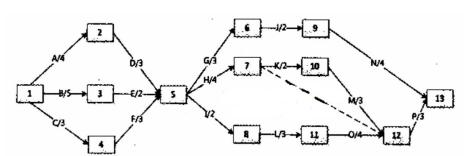 2 6 J/2 9
A/4 D/3 G/3 N/4
1 B/5 3 E/2 5 H/4 7 K/2 10 13
C/3 F/3 I/2 M/3 P/3
4 8 L/3 11 O/4 12